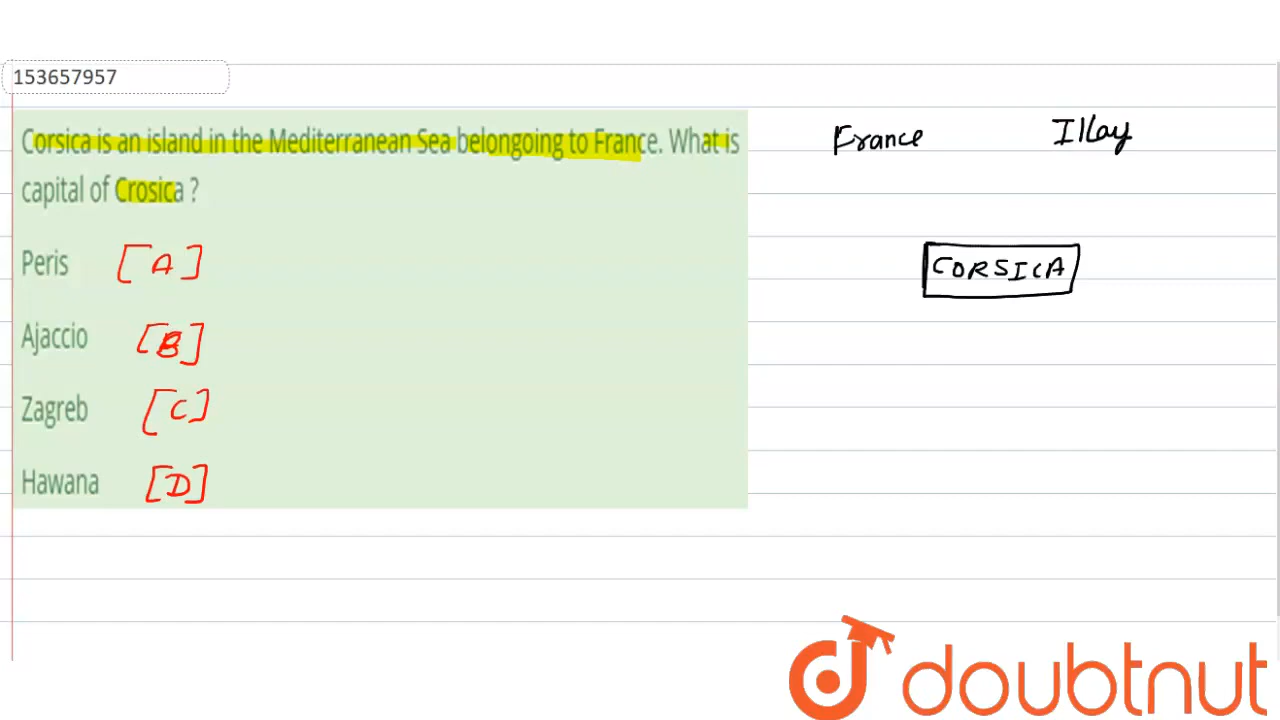 153657957
Corsica is an island in the Mediterranean Sea belongoing to France. What is
capital of Crosica ?
Peris [A]
Ajaccio [B]
Zagreb [C]
Hawana [D]
France Illay
CORSICA
doubtnut